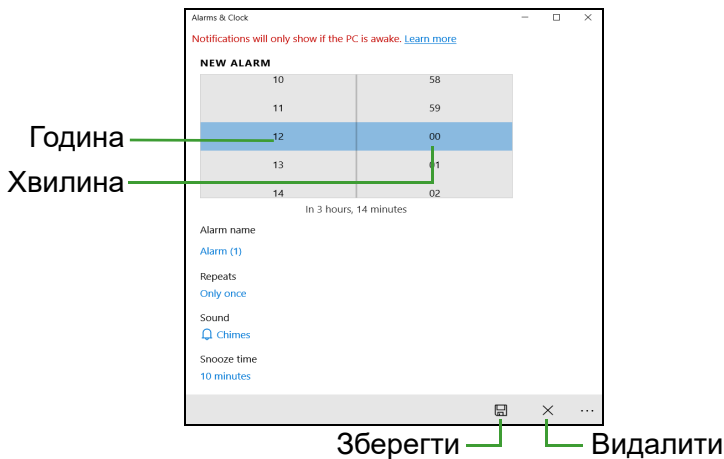 Alarms & Clock
Notifications will only show if the PC is awake. Learn more
NEW ALARM
10 58
11 59
Година 12 00
13 01
Хвилина 14 02
In 3 hours, 14 minutes
Alarm name
Alarm (1)
Repeats
Only once
Sound
Chimes
Snooze time
10 minutes
Зберегти Видалити